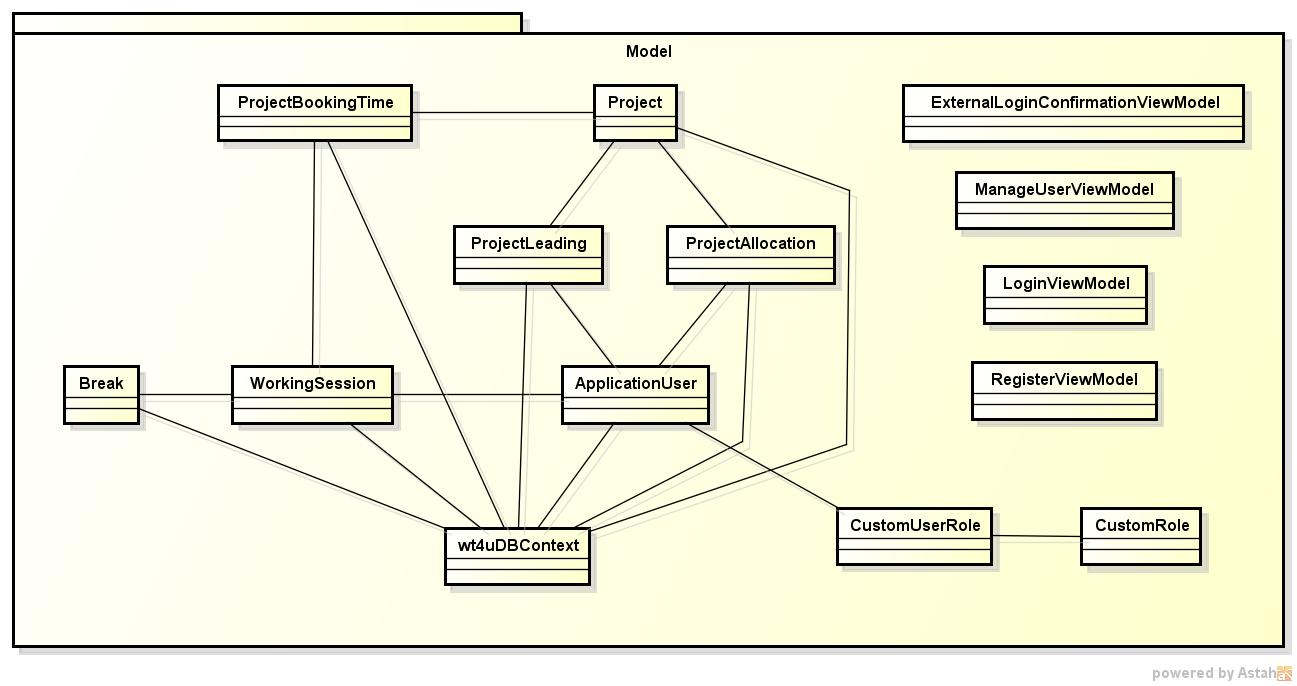 Model
ProjectBookingTime
Project
ExternalLoginConfirmationViewModel
ManageUserViewModel
ProjectLeading
ProjectAllocation
LoginViewModel
Break
WorkingSession
ApplicationUser
RegisterViewModel
CustomUserRole
CustomRole
wt4uDBContext
powered by Astah